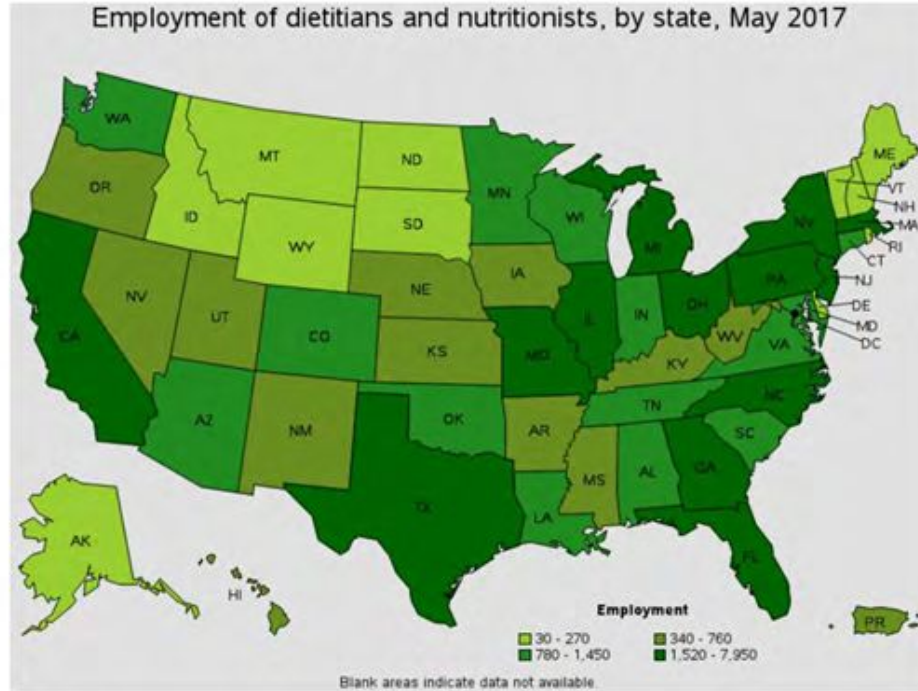 Employment of dietitians and nutritionists, by state, May 2017
WA
MT
ND
MN
ME
OR
ID
SD
WI
VT
NH
WY
MI
NY
MA
RI
CT
NV
UT
NE
IA
PA
NJ
CA
CO
IL
IN
OH
DE
MD
DC
KS
MO
WV
VA
KY
AZ
NM
OK
AR
TN
NC
SC
MS
AL
GA
TX
LA
FL
AK
HI
PR
Employment
30 - 270
340 - 760
780 - 1,450
1,520 - 7,950
Blank areas indicate data not available.